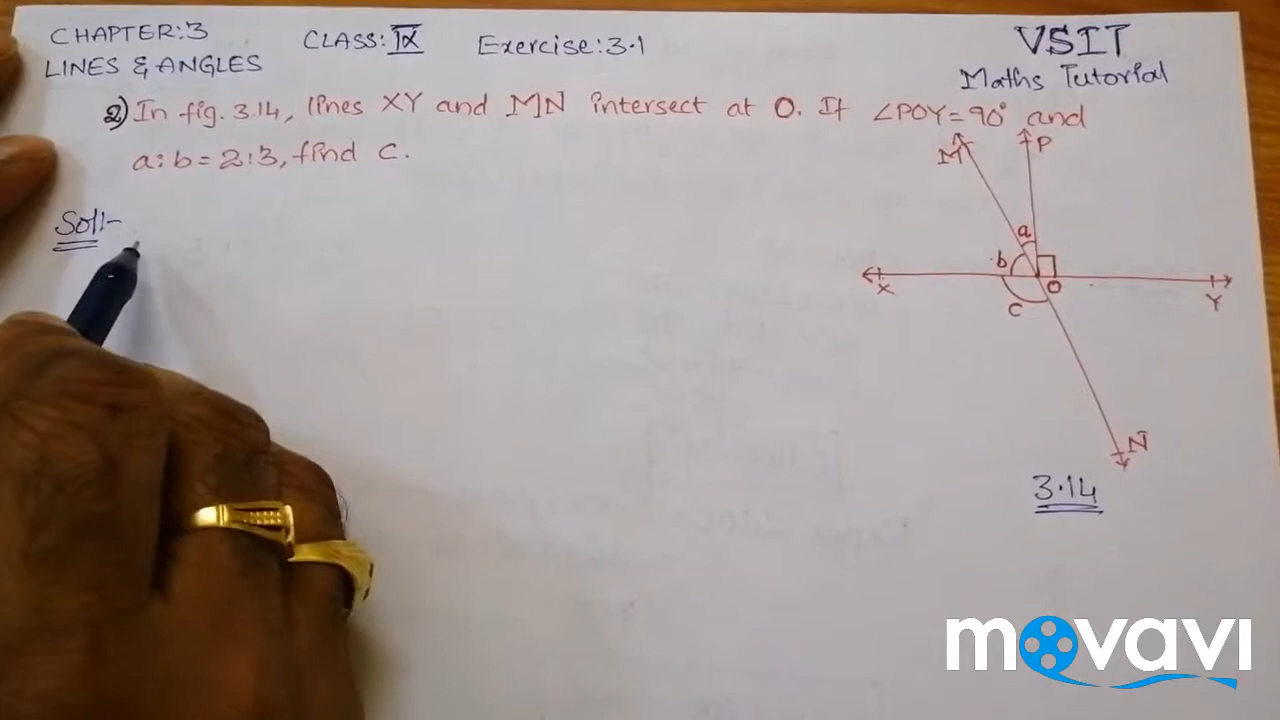 CHAPTER:3
LINES & ANGLES
CLASS: IX
Exercise:3.1
VSIT
Maths Tutorial
2) In fig. 3.14, lines XY and MN intersect at O. If ∠POY=90° and
a:b=2:3, find c.
Sol:-
M
P
a
b
X
O
Y
c
N
3.14
movavi